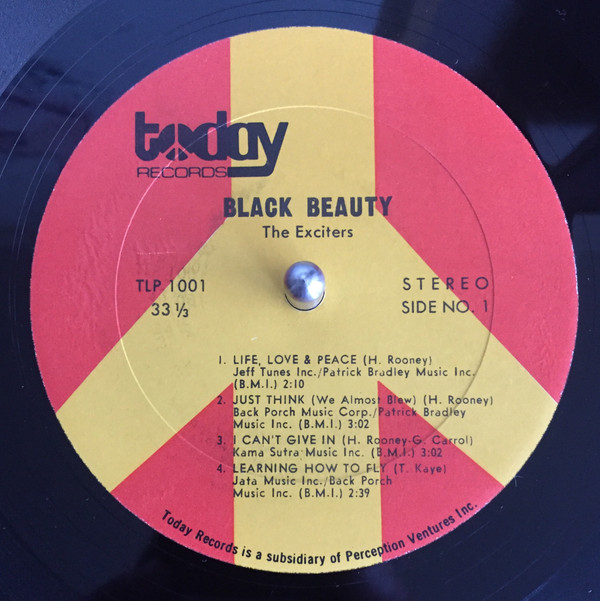 today
RECORDS
BLACK BEAUTY
The Exciters
TLP 1001
33 ⅓
STEREO
SIDE NO. 1
1. LIFE, LOVE & PEACE (H. Rooney)
Jeff Tunes Inc./Patrick Bradley Music Inc.
(B.M.I.) 2:10
2. JUST THINK (We Almost Blew) (H. Rooney)
Back Porch Music Corp./Patrick Bradley
Music Inc. (B.M.I.) 3:02
3. I CAN'T GIVE IN (H. Rooney-G. Carrol)
Kama Sutra Music Inc. (B.M.I.) 3:02
4. LEARNING HOW TO FLY (T. Kaye)
Jata Music Inc./Back Porch
Music Inc. (B.M.I.) 2:39
Today Records is a subsidiary of Perception Ventures Inc.